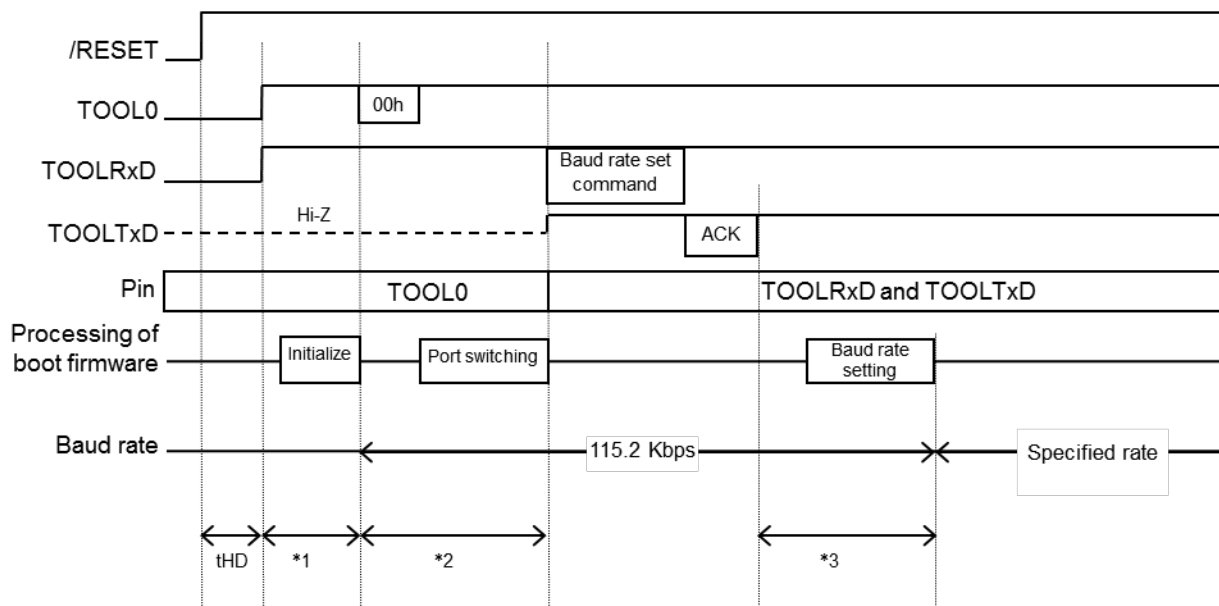 /RESET
TOOL0
00h
TOOLRxD
Baud rate set
command
Hi-Z
TOOLTxD
ACK
Pin
TOOL0
TOOLRxD and TOOLTxD
Processing of
boot firmware
Initialize
Port switching
Baud rate
setting
Baud rate
115.2 Kbps
Specified rate
tHD
*1
*2
*3